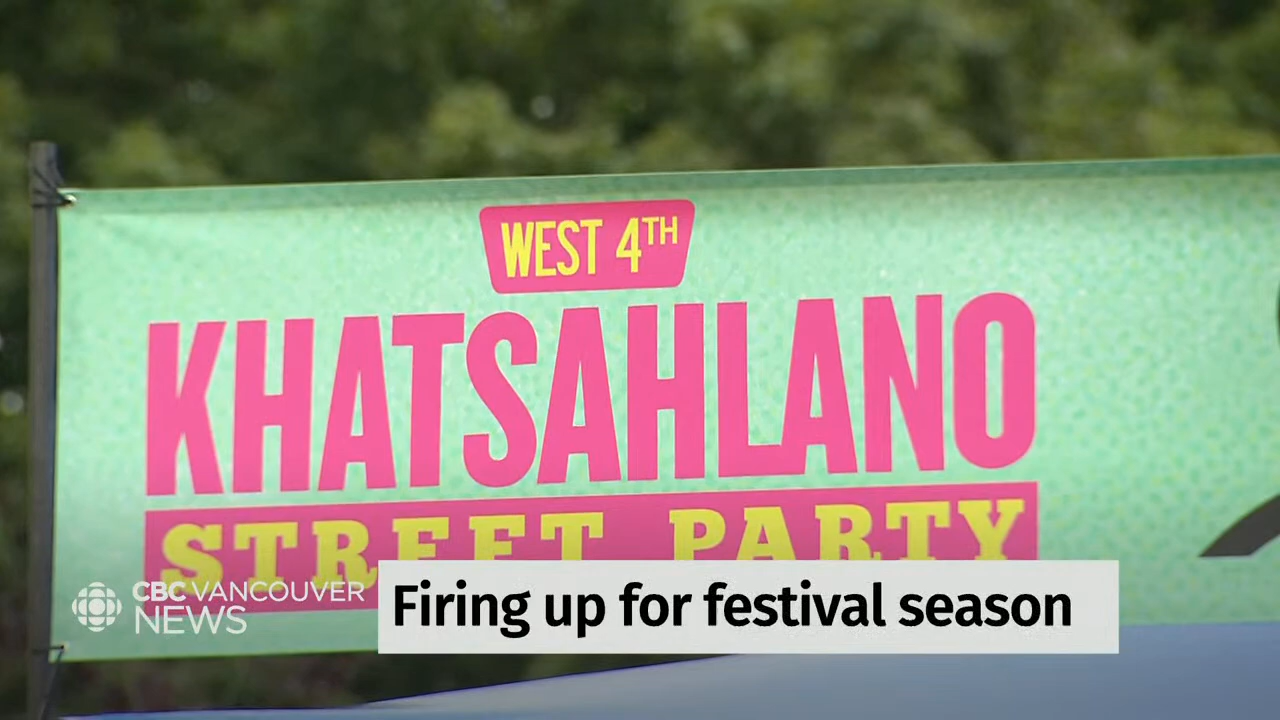 WEST 4TH
KHATSAHLANO
STREET PARTY
CBC VANCOUVER
NEWS
Firing up for festival season